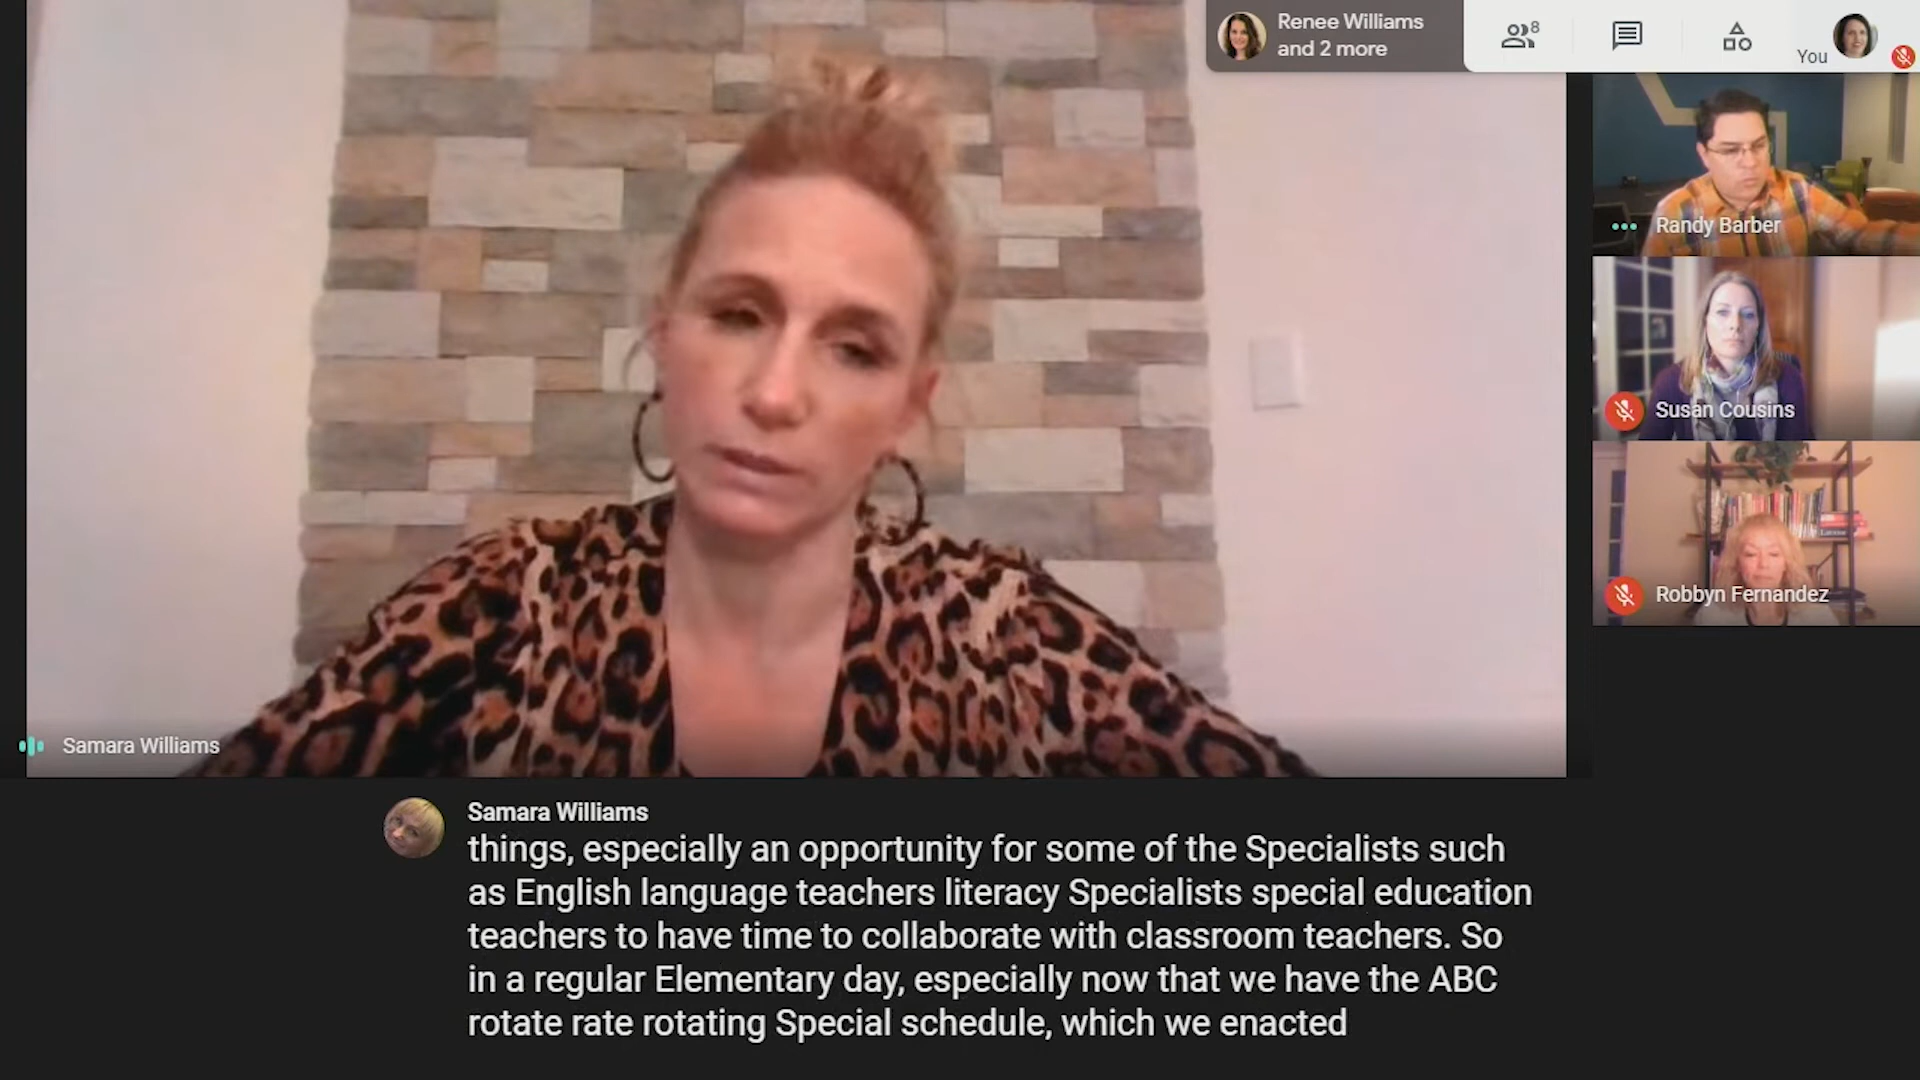 Renee Williams
and 2 more
8
You
Randy Barber
Susan Cousins
Robbyn Fernandez
Samara Williams
Samara Williams
things, especially an opportunity for some of the Specialists such
as English language teachers literacy Specialists special education
teachers to have time to collaborate with classroom teachers. So
in a regular Elementary day, especially now that we have the ABC
rotate rate rotating Special schedule, which we enacted